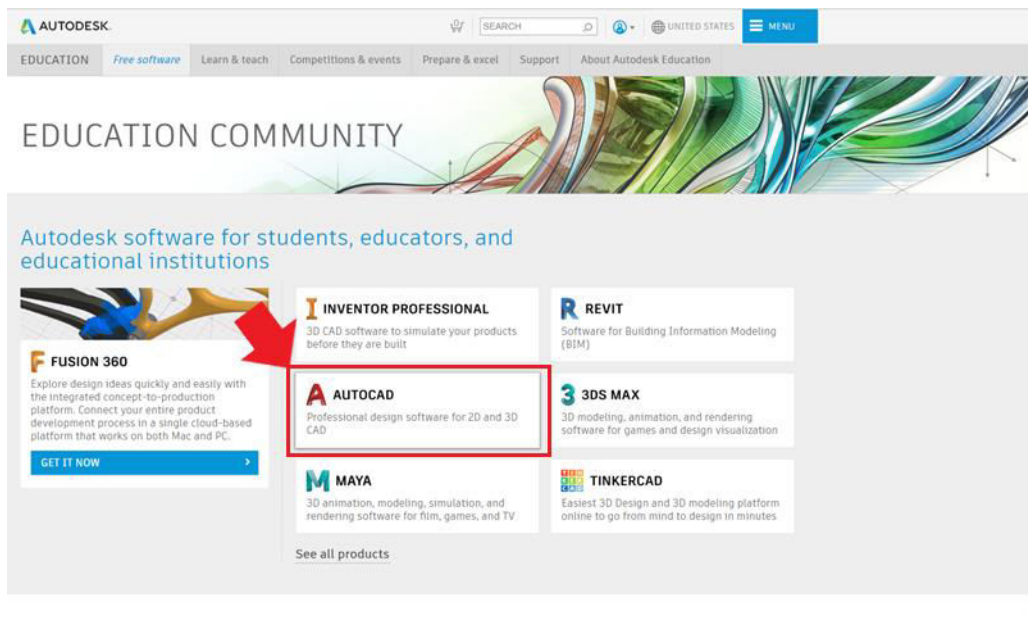 AUTODESK.
SEARCH
UNITED STATES
MENU
EDUCATION
Free software
Learn & teach
Competitions & events
Prepare & excel
Support
About Autodesk Education
EDUCATION COMMUNITY
Autodesk software for students, educators, and
educational institutions
FUSION 360
Explore design ideas quickly and easily with
the integrated concept-to-production
platform. Connect your entire product
development process in a single cloud-based
platform that works on both Mac and PC.
GET IT NOW
INVENTOR PROFESSIONAL
3D CAD software to simulate your products
before they are built
REVIT
Software for Building Information Modeling
(BIM)
AUTOCAD
Professional design software for 2D and 3D
CAD
3DS MAX
3D modeling, animation, and rendering
software for games and design visualization
MAYA
3D animation, modeling, simulation, and
rendering software for film, games, and TV
TIN
KER
CAD
TINKERCAD
Easiest 3D Design and 3D modeling platform
online to go from mind to design in minutes
See all products